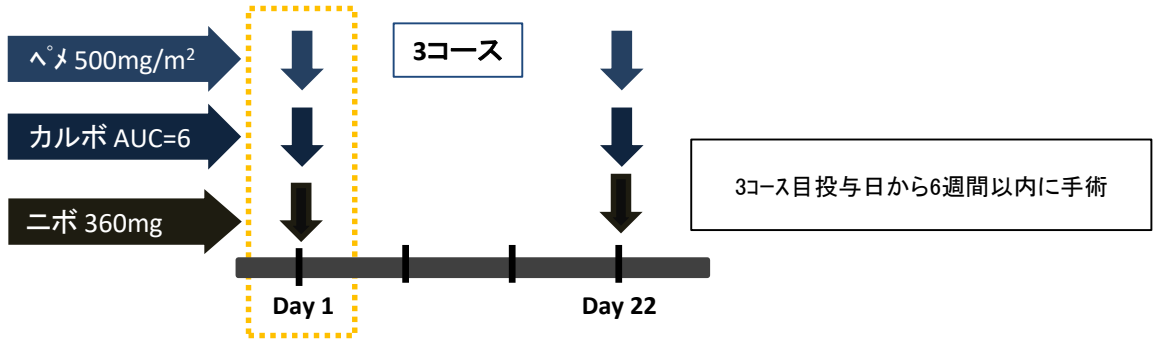 ペメ 500mg/m²
3コース
カルボ AUC=6
ニボ 360mg
3コース目投与日から6週間以内に手術
Day 1
Day 22